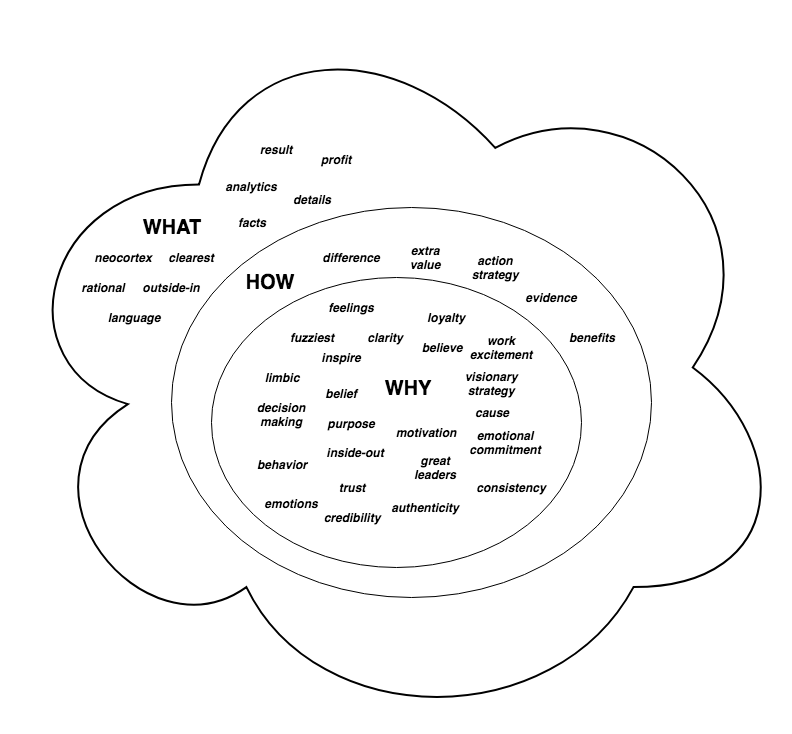 result
profit
analytics
details
facts
WHAT
neocortex
clearest
rational
outside-in
language
HOW
difference
extra
value
action
strategy
evidence
benefits
feelings
loyalty
fuzziest
clarity
inspire
believe
work
excitement
limbic
belief
WHY
visionary
strategy
decision
making
purpose
cause
motivation
emotional
commitment
inside-out
behavior
great
leaders
trust
consistency
emotions
credibility
authenticity